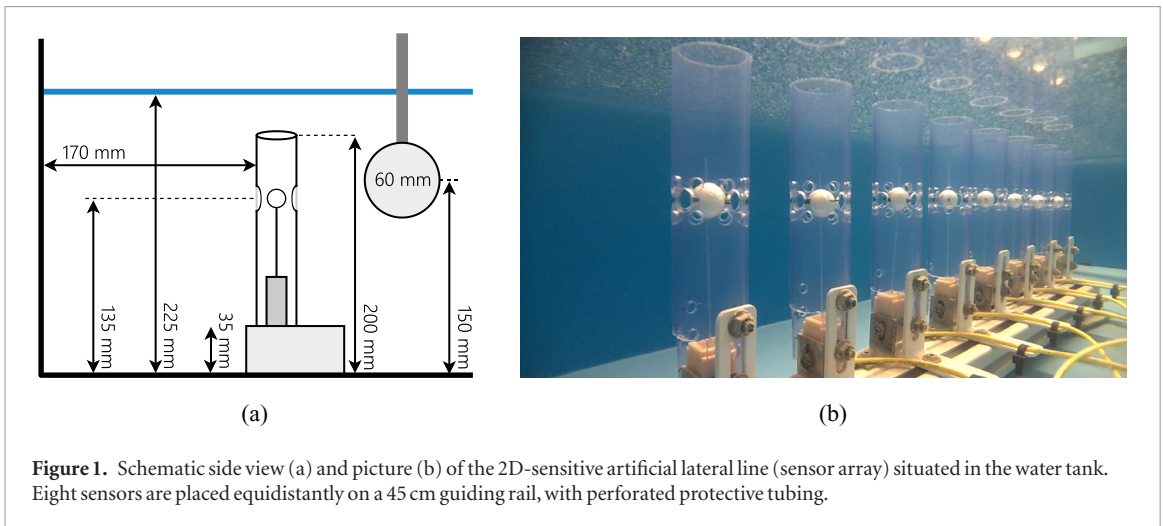 170 mm
60 mm
135 mm
225 mm
35 mm
200 mm
150 mm
(a)
(b)
Figure 1. Schematic side view (a) and picture (b) of the 2D-sensitive artificial lateral line (sensor array) situated in the water tank.
Eight sensors are placed equidistantly on a 45 cm guiding rail, with perforated protective tubing.